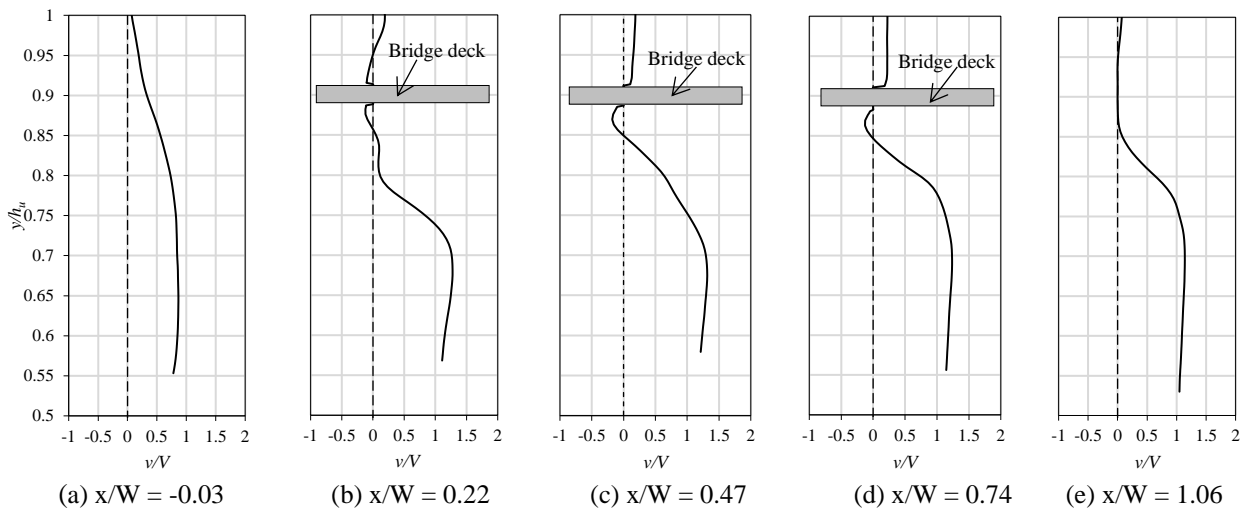 1
0.95
0.9
0.85
0.8
0.75
0.7
0.65
0.6
0.55
0.5
y/hu
-1 -0.5 0 0.5 1 1.5 2
v/V
(a) x/W = -0.03
Bridge deck
-1 -0.5 0 0.5 1 1.5 2
v/V
(b) x/W = 0.22
Bridge deck
-1 -0.5 0 0.5 1 1.5 2
v/V
(c) x/W = 0.47
Bridge deck
-1 -0.5 0 0.5 1 1.5 2
v/V
(d) x/W = 0.74
-1 -0.5 0 0.5 1 1.5 2
v/V
(e) x/W = 1.06